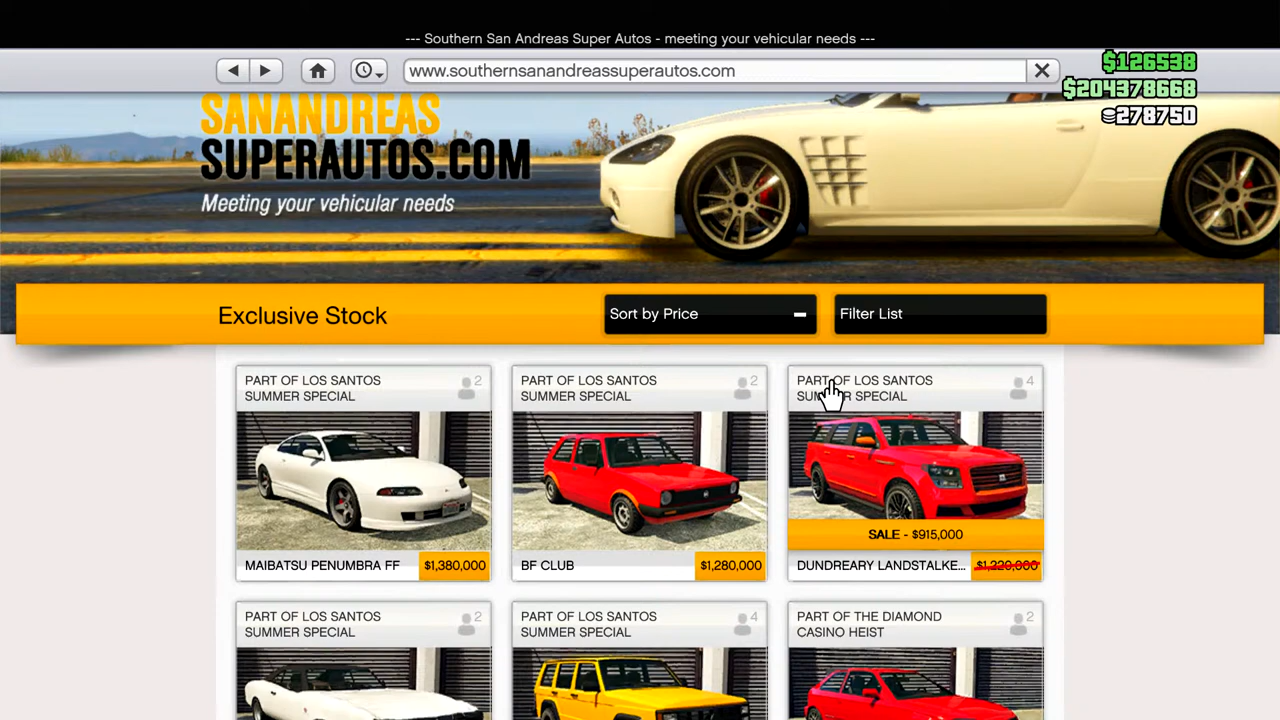 --- Southern San Andreas Super Autos - meeting your vehicular needs ---
www.southernsanandreassuperautos.com
$126538
$204378668
278750
SANANDREAS
SUPERAUTOS.COM
Meeting your vehicular needs
Exclusive Stock
Sort by Price
Filter List
PART OF LOS SANTOS
SUMMER SPECIAL
2
MAIBATSU PENUMBRA FF
$1,380,000
PART OF LOS SANTOS
SUMMER SPECIAL
2
BF CLUB
$1,280,000
PART OF LOS SANTOS
SUMMER SPECIAL
4
SALE - $915,000
DUNDREARY LANDSTALKE...
$1,220,000
PART OF LOS SANTOS
SUMMER SPECIAL
2
PART OF LOS SANTOS
SUMMER SPECIAL
4
PART OF THE DIAMOND
CASINO HEIST
2